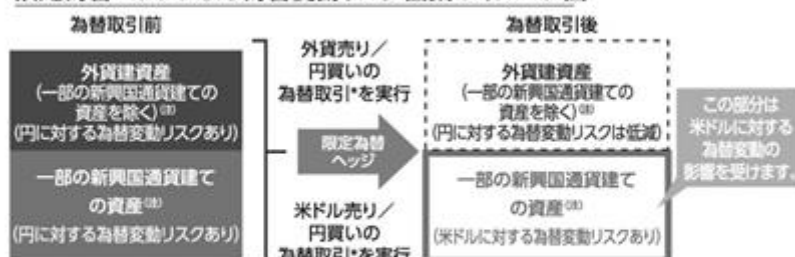 為替取引前
外貨建資産
(一部の新興国通貨建ての
資産を除く)(注)
(円に対する為替変動リスクあり)
一部の新興国通貨建て
の資産(注)
(円に対する為替変動リスクあり)
外貨売り/
円買いの
為替取引*を実行
限定為替
ヘッジ
米ドル売り/
円買いの
為替取引*を実行
為替取引後
外貨建資産
(一部の新興国通貨建ての
資産を除く)(注)
(円に対する為替変動リスクは低減)
一部の新興国通貨建て
の資産(注)
(米ドルに対する為替変動リスクあり)
この部分は
米ドルに対する
為替変動の
影響を受けます。